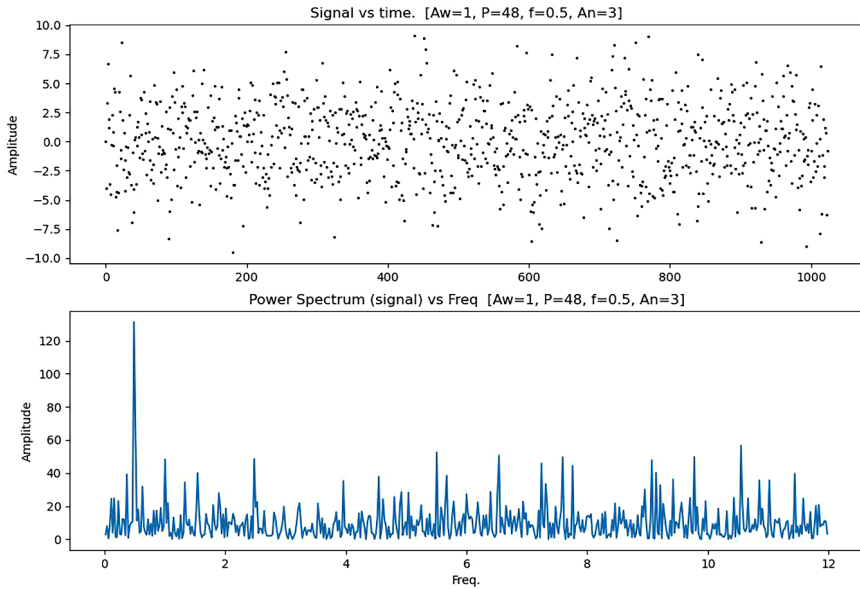 Signal vs time.  [Aw=1, P=48, f=0.5, An=3]
10.0
7.5
5.0
2.5
0.0
−2.5
−5.0
−7.5
−10.0
Amplitude
0 200 400 600 800 1000
Power Spectrum (signal) vs Freq  [Aw=1, P=48, f=0.5, An=3]
120
100
80
60
40
20
0
Amplitude
0 2 4 6 8 10 12
Freq.